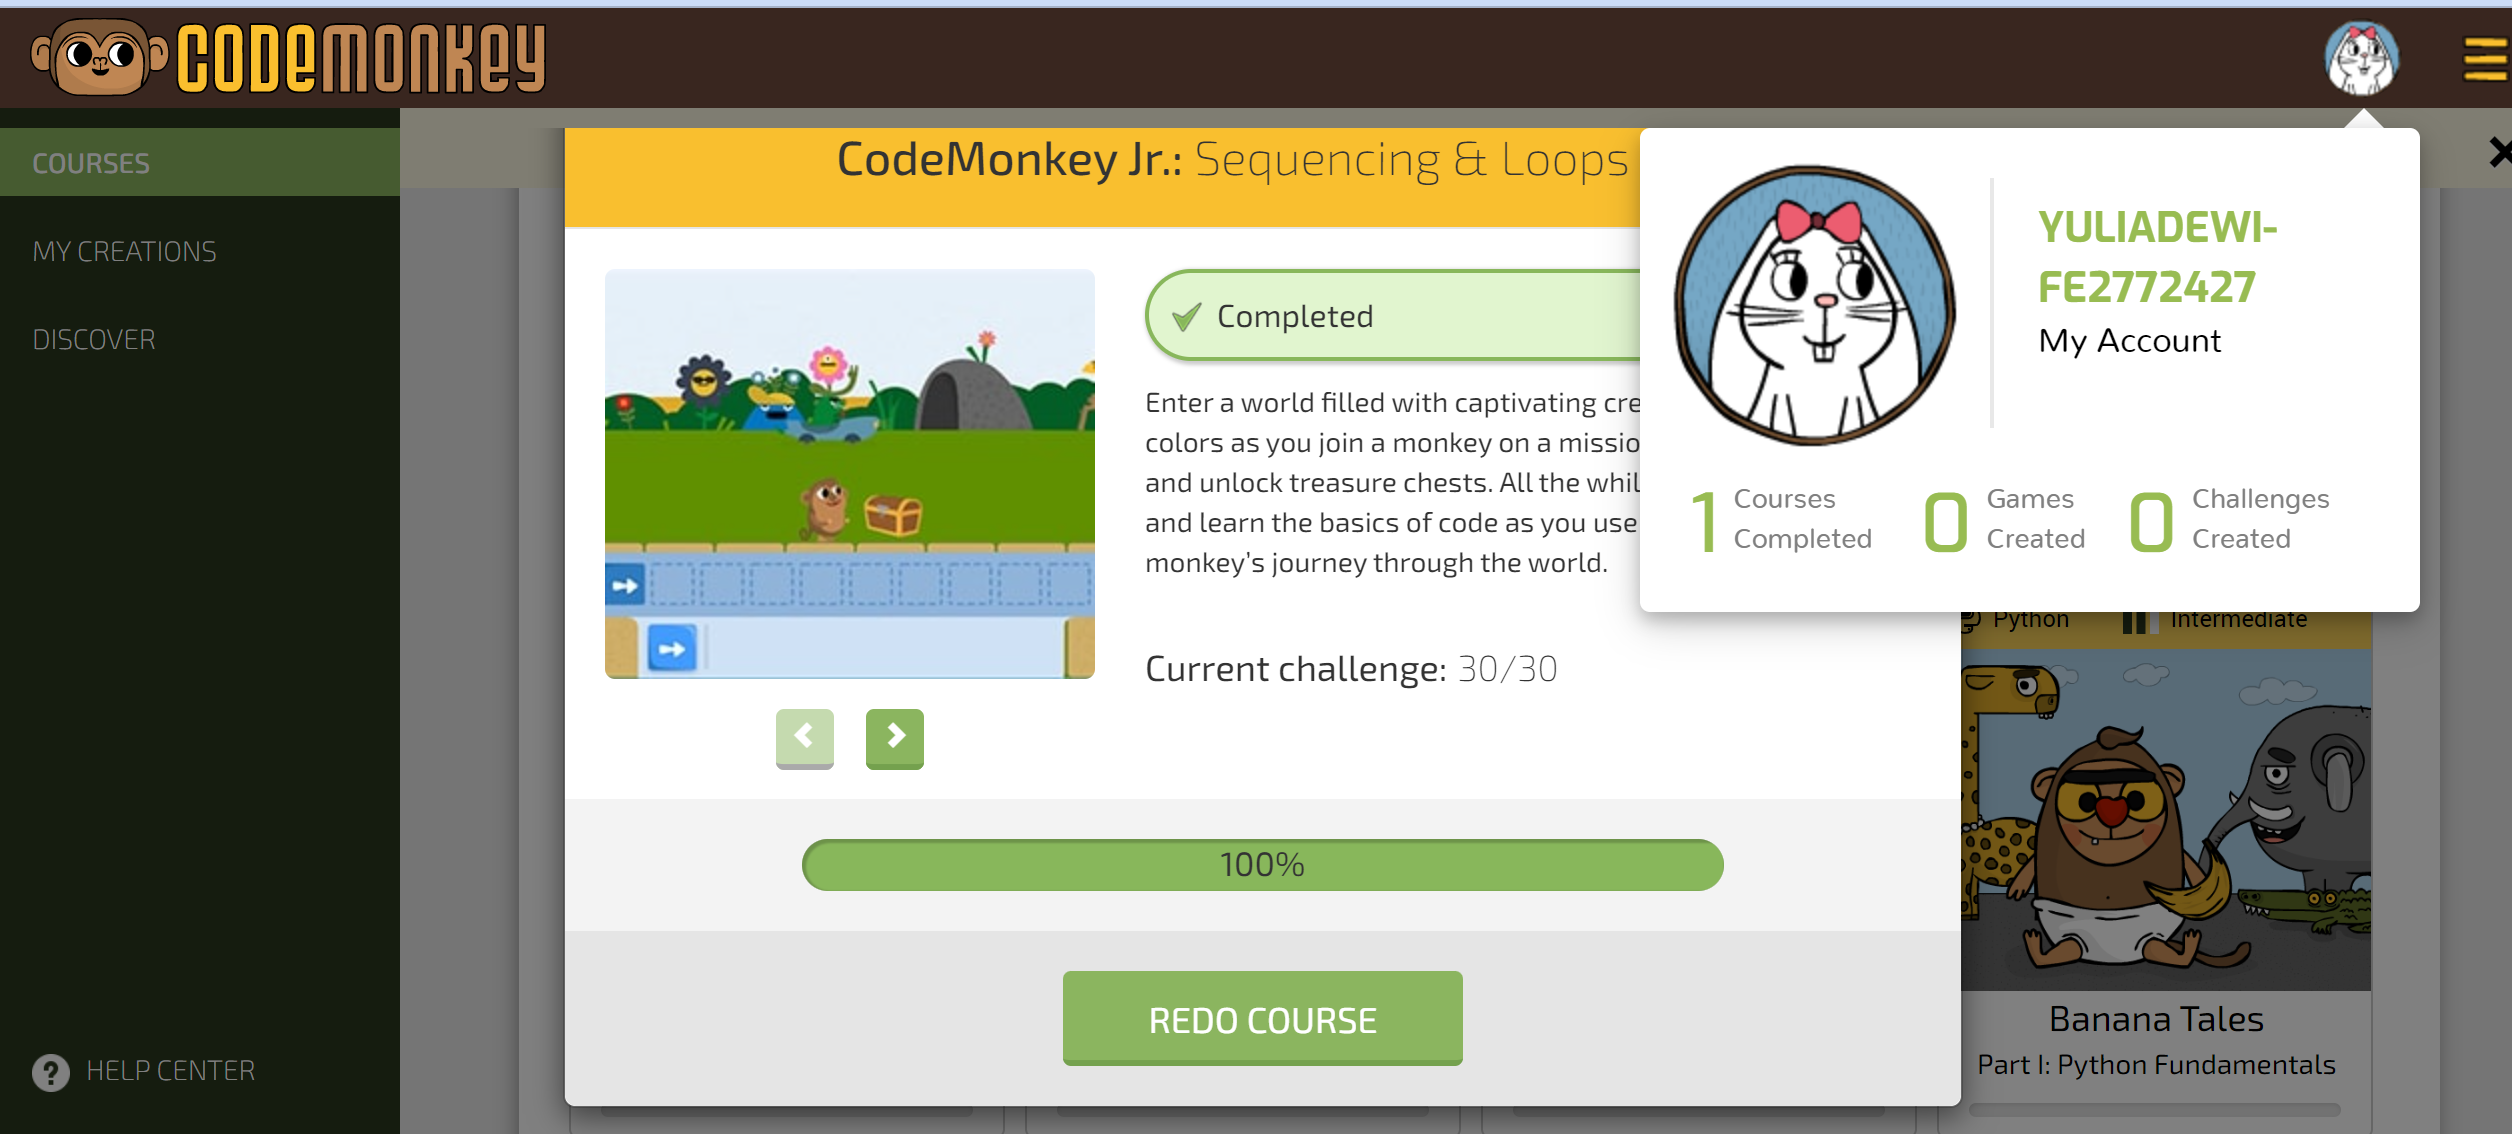 CODEMONKEY
COURSES
MY CREATIONS
DISCOVER
? HELP CENTER
CodeMonkey Jr.: Sequencing & Loops
Completed
Enter a world filled with captivating cre
colors as you join a monkey on a missio
and unlock treasure chests. All the whil
and learn the basics of code as you use
monkey's journey through the world.
Current challenge: 30/30
100%
REDO COURSE
YULIADEWI-
FE2772427
My Account
1 Courses Completed
0 Games Created
0 Challenges Created
Python
Intermediate
Banana Tales
Part I: Python Fundamentals